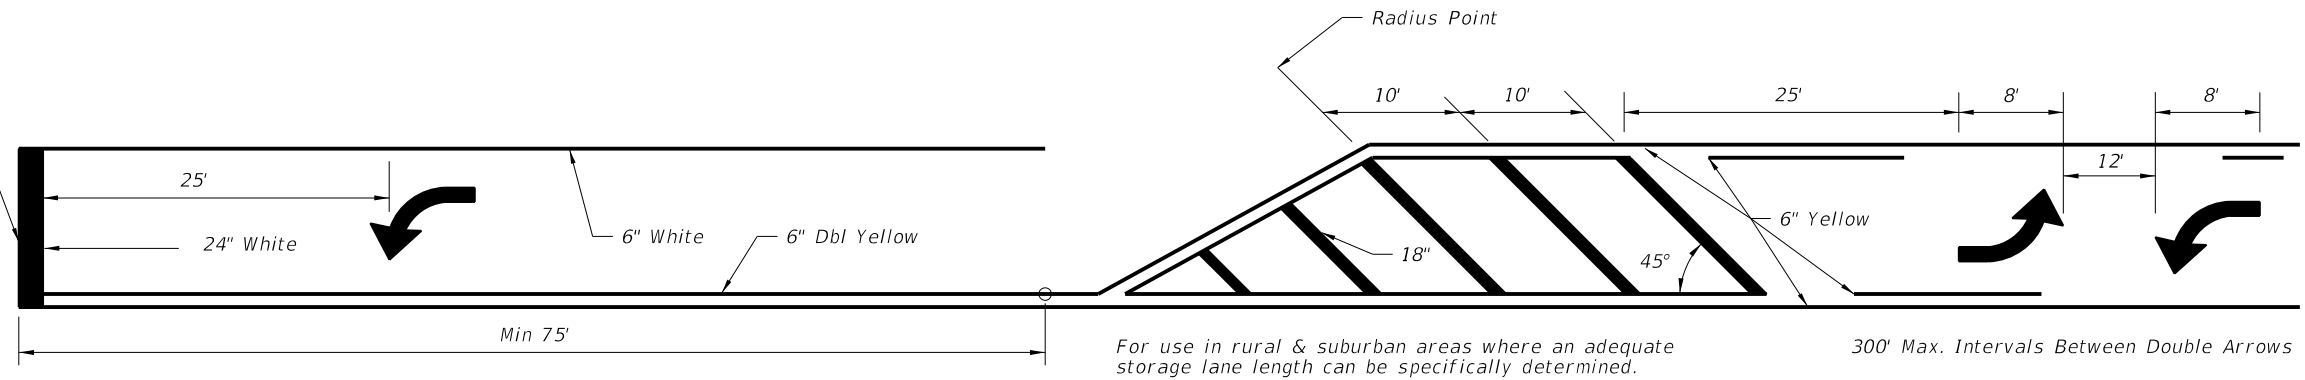 Radius Point
10'
10'
25'
8'
8'
12'
25'
24" White
6" White
6" Dbl Yellow
18"
45°
6" Yellow
Min 75'
For use in rural & suburban areas where an adequate
storage lane length can be specifically determined.
300' Max. Intervals Between Double Arrows